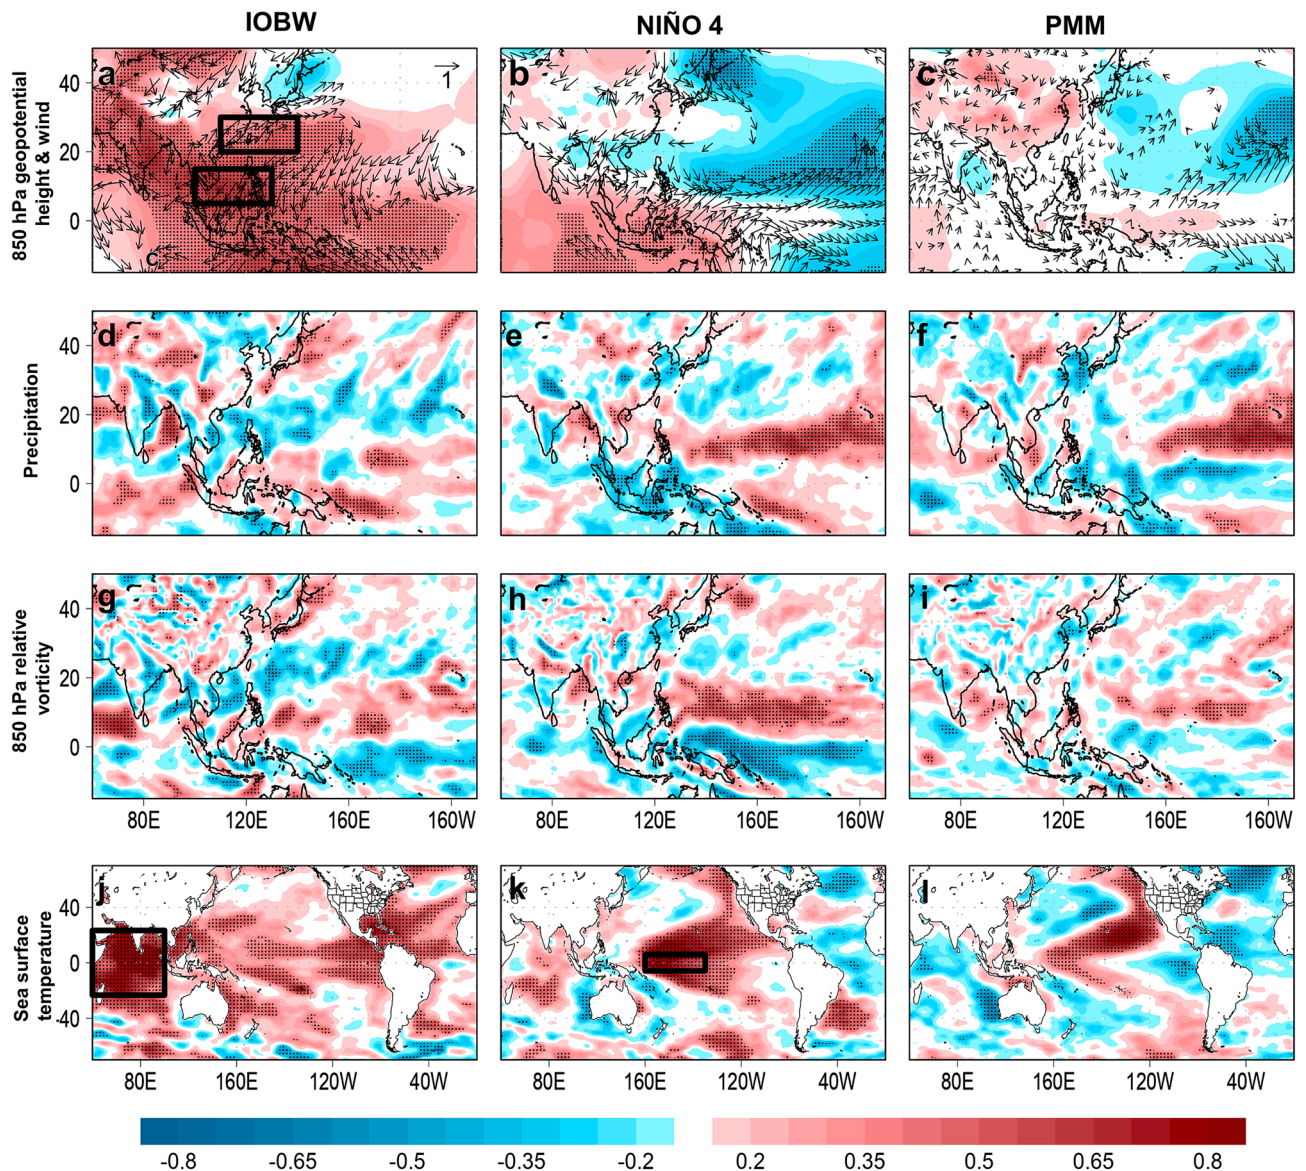 IOBW NIÑO 4 PMM
850 hPa geopotential
height & wind
a 1 b c
40
20
0
C
Precipitation
d e f
40
20
0
850 hPa relative
vorticity
g h i
40
20
0
80E 120E 160E 160W 80E 120E 160E 160W 80E 120E 160E 160W
Sea surface
temperature
j k l
40
0
-40
80E 160E 120W 40W 80E 160E 120W 40W 80E 160E 120W 40W
-0.8 -0.65 -0.5 -0.35 -0.2 0.2 0.35 0.5 0.65 0.8